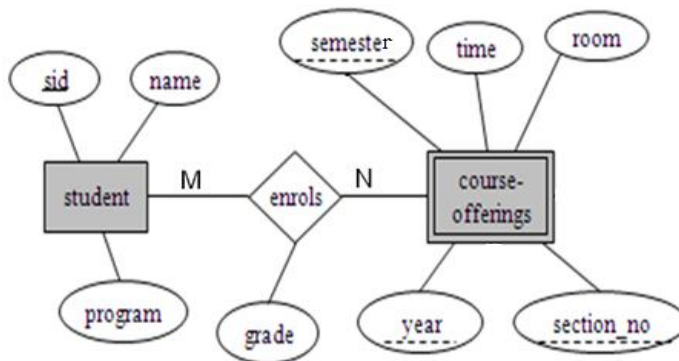 semester
time
room
sid
name
student
M
enrols
N
course-
offerings
program
grade
year
section_no